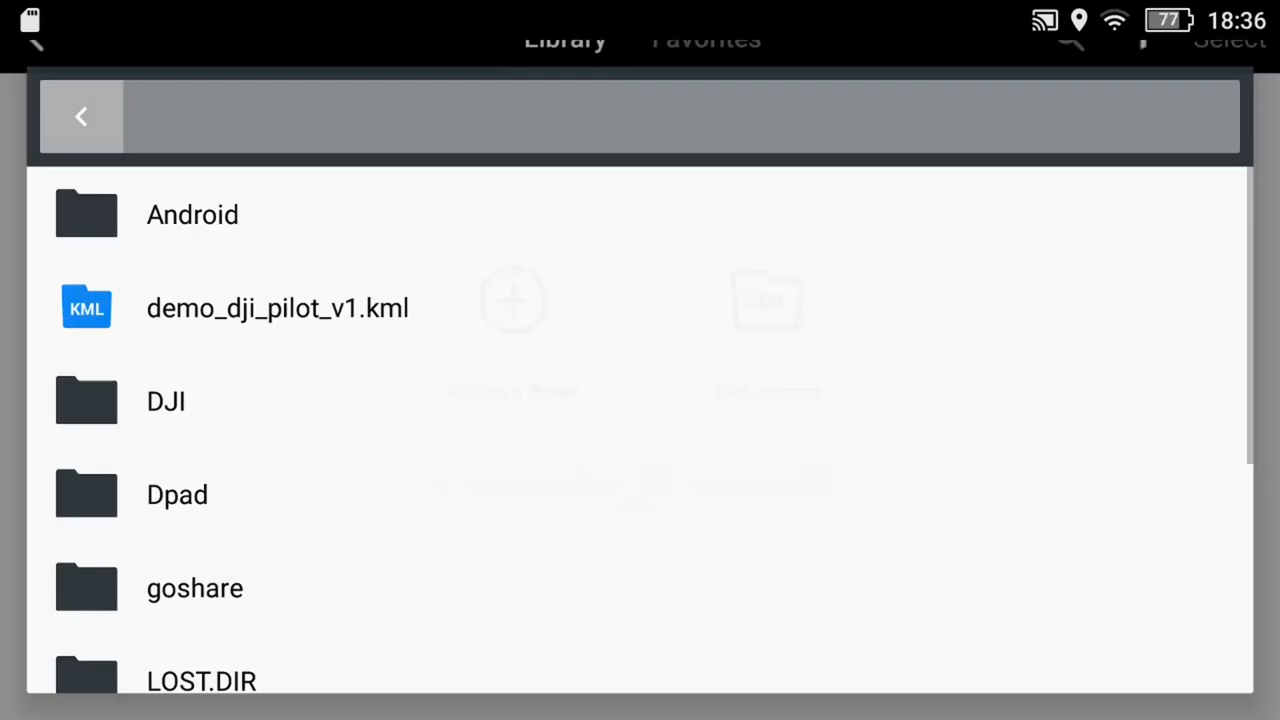 77 18:36
Library Favorites Select
Android
KML demo_dji_pilot_v1.kml
DJI
Dpad
goshare
LOST.DIR